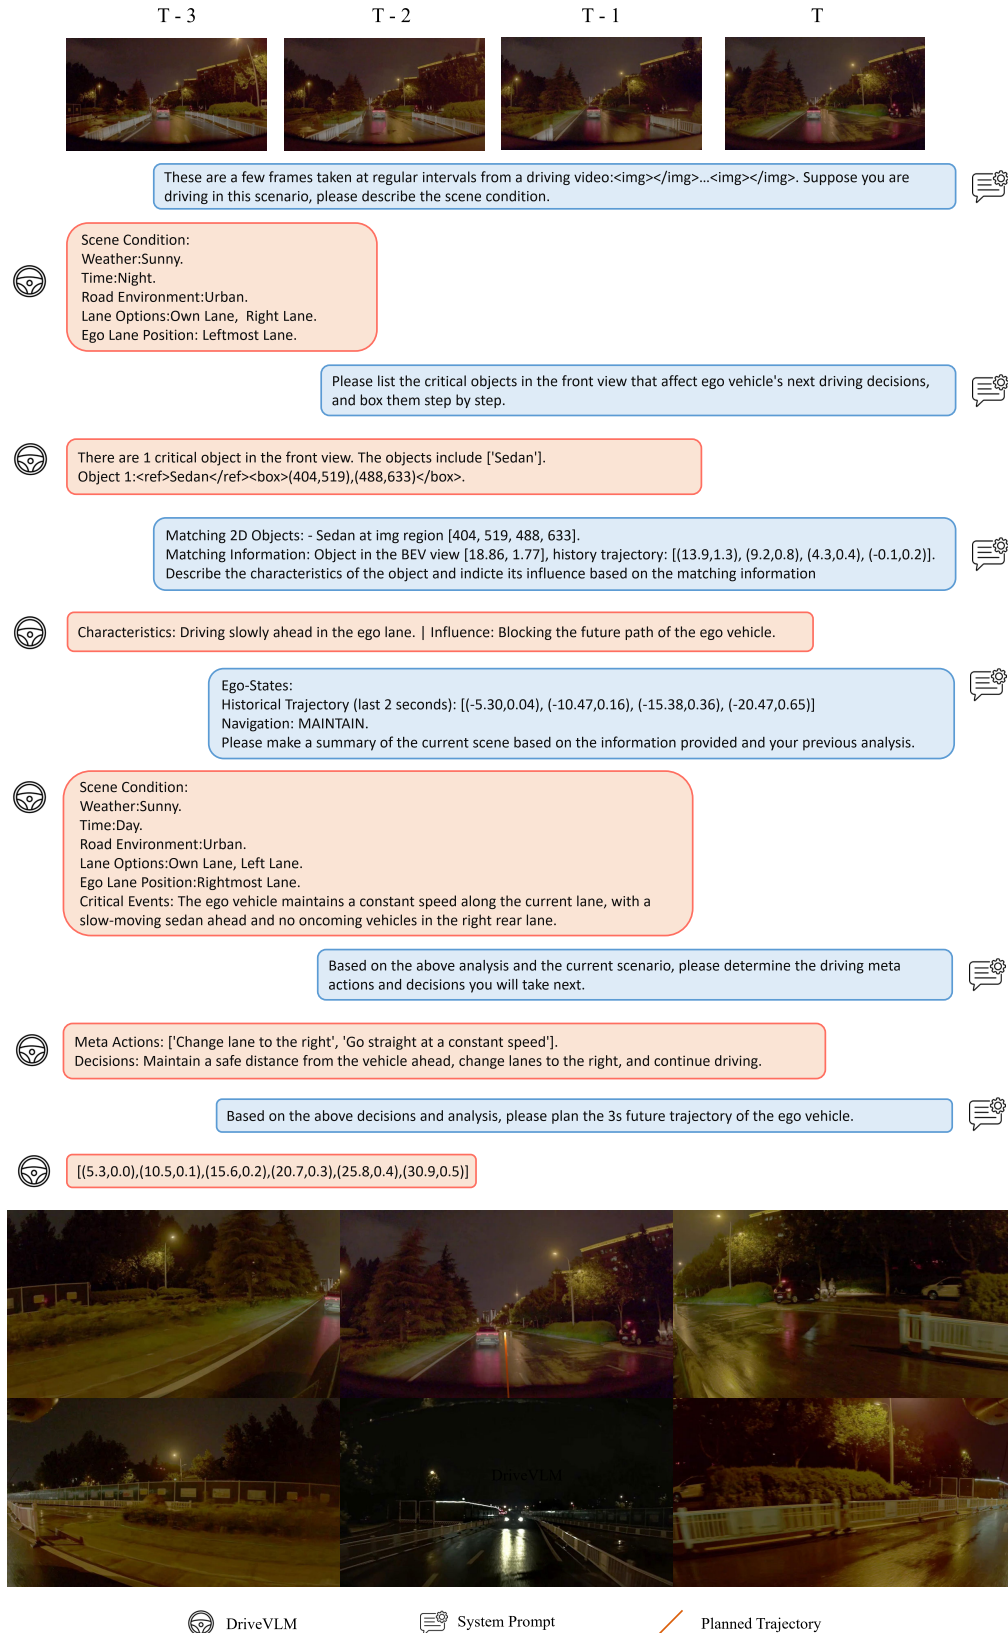 T - 3
T - 2
T - 1
T
These are a few frames taken at regular intervals from a driving video:<img></img>...<img></img>. Suppose you are
driving in this scenario, please describe the scene condition.
Scene Condition:
Weather:Sunny.
Time:Night.
Road Environment:Urban.
Lane Options:Own Lane,  Right Lane.
Ego Lane Position: Leftmost Lane.
Please list the critical objects in the front view that affect ego vehicle's next driving decisions,
and box them step by step.
There are 1 critical object in the front view. The objects include ['Sedan'].
Object 1:<ref>Sedan</ref><box>(404,519),(488,633)</box>.
Matching 2D Objects: - Sedan at img region [404, 519, 488, 633].
Matching Information: Object in the BEV view [18.86, 1.77], history trajectory: [(13.9,1.3), (9.2,0.8), (4.3,0.4), (-0.1,0.2)].
Describe the characteristics of the object and indicte its influence based on the matching information
Characteristics: Driving slowly ahead in the ego lane. | Influence: Blocking the future path of the ego vehicle.
Ego-States:
Historical Trajectory (last 2 seconds): [(-5.30,0.04), (-10.47,0.16), (-15.38,0.36), (-20.47,0.65)]
Navigation: MAINTAIN.
Please make a summary of the current scene based on the information provided and your previous analysis.
Scene Condition:
Weather:Sunny.
Time:Day.
Road Environment:Urban.
Lane Options:Own Lane, Left Lane.
Ego Lane Position:Rightmost Lane.
Critical Events: The ego vehicle maintains a constant speed along the current lane, with a
slow-moving sedan ahead and no oncoming vehicles in the right rear lane.
Based on the above analysis and the current scenario, please determine the driving meta
actions and decisions you will take next.
Meta Actions: ['Change lane to the right', 'Go straight at a constant speed'].
Decisions: Maintain a safe distance from the vehicle ahead, change lanes to the right, and continue driving.
Based on the above decisions and analysis, please plan the 3s future trajectory of the ego vehicle.
[(5.3,0.0),(10.5,0.1),(15.6,0.2),(20.7,0.3),(25.8,0.4),(30.9,0.5)]
DriveVLM
DriveVLM
System Prompt
Planned Trajectory